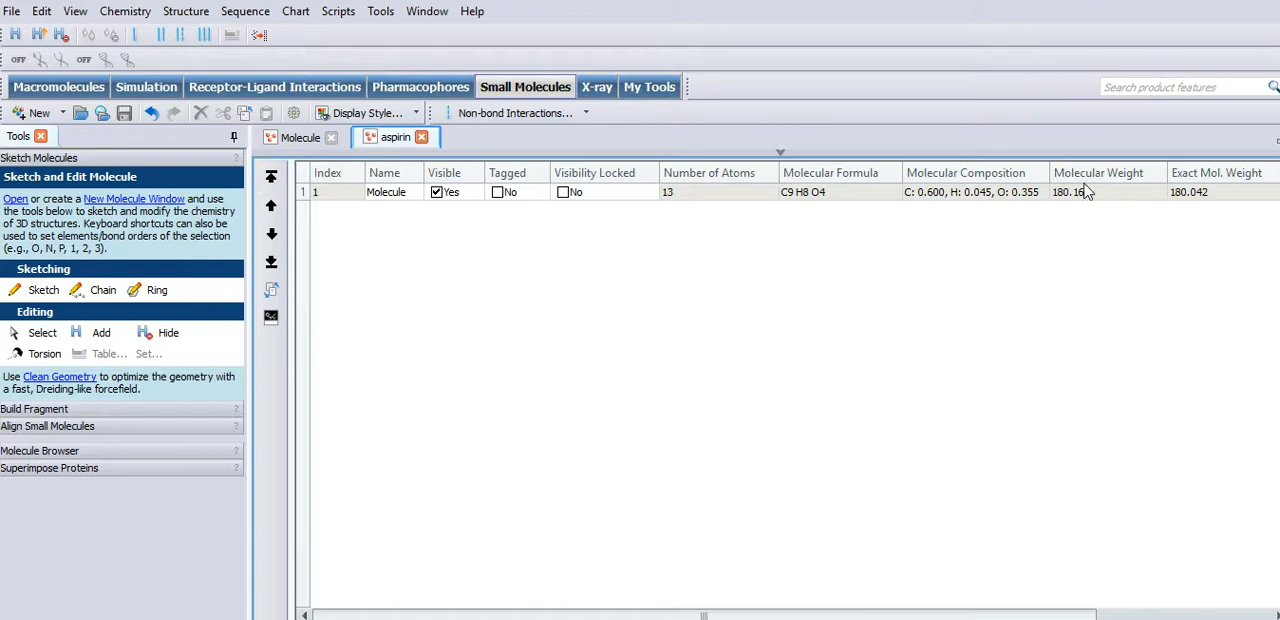 File Edit View Chemistry Structure Sequence Chart Scripts Tools Window Help
OFF OFF
Macromolecules Simulation Receptor-Ligand Interactions Pharmacophores Small Molecules X-ray My Tools Search product features
New Display Style... Non-bond Interactions...
Tools Molecule aspirin
Sketch Molecules ?
Sketch and Edit Molecule
Open or create a New Molecule Window and use
the tools below to sketch and modify the chemistry
of 3D structures. Keyboard shortcuts can also be
used to set elements/bond orders of the selection
(e.g., O, N, P, 1, 2, 3).
Sketching
Sketch Chain Ring
Editing
Select Add Hide
Torsion Table... Set...
Use Clean Geometry to optimize the geometry with
a fast, Dreiding-like forcefield.
Build Fragment ?
Align Small Molecules ?
Molecule Browser ?
Superimpose Proteins ?
Index Name Visible Tagged Visibility Locked Number of Atoms Molecular Formula Molecular Composition Molecular Weight Exact Mol. Weight
1 1 Molecule Yes No No 13 C9 H8 O4 C: 0.600, H: 0.045, O: 0.355 180.16 180.042